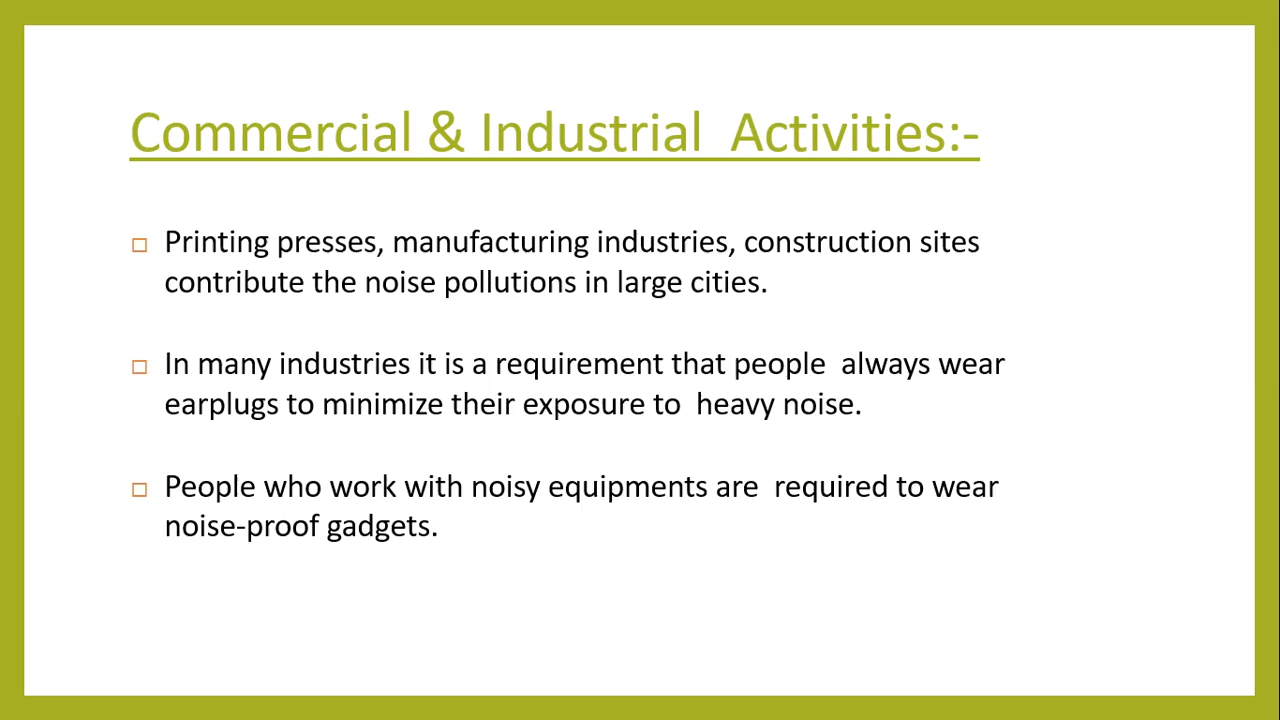 Commercial & Industrial  Activities:-
Printing presses, manufacturing industries, construction sites
contribute the noise pollutions in large cities.
In many industries it is a requirement that people  always wear
earplugs to minimize their exposure to  heavy noise.
People who work with noisy equipments are  required to wear
noise-proof gadgets.